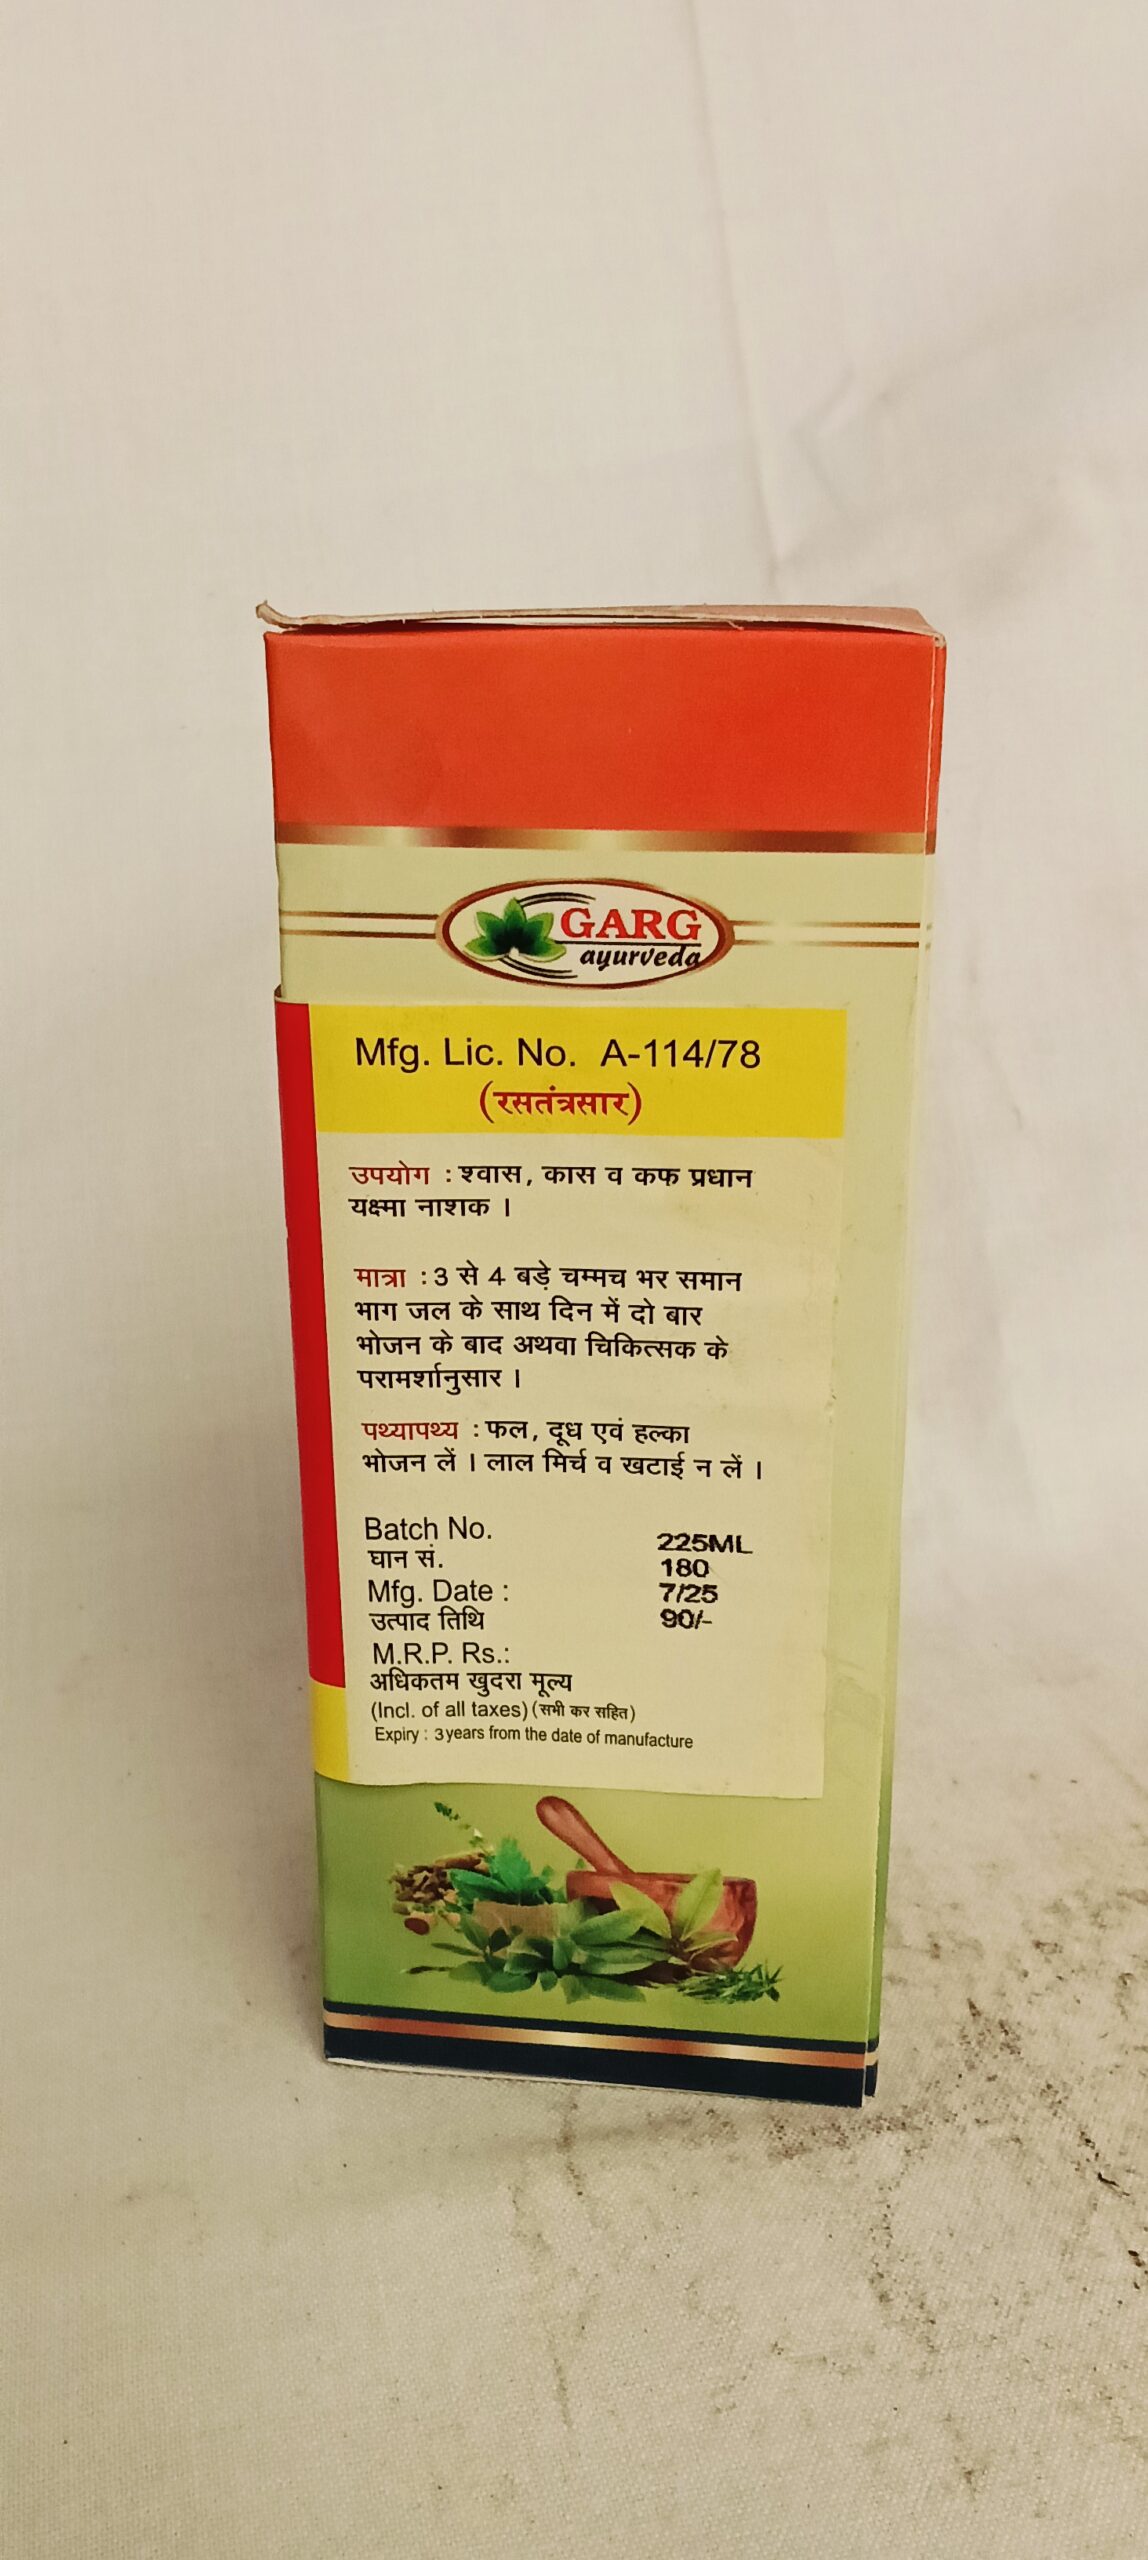 GARG
ayurveda
Mfg. Lic. No. A-114/78
(रसतंत्रसार)
उपयोग : श्वास, कास व कफ प्रधान
यक्ष्मा नाशक ।
मात्रा : 3 से 4 बड़े चम्मच भर समान
भाग जल के साथ दिन में दो बार
भोजन के बाद अथवा चिकित्सक के
परामर्शानुसार ।
पथ्यापथ्य : फल, दूध एवं हल्का
भोजन लें । लाल मिर्च व खटाई न लें ।
Batch No. 225ML
घान सं. 180
Mfg. Date : 7/25
उत्पाद तिथि 90/-
M.R.P. Rs.:
अधिकतम खुदरा मूल्य
(Incl. of all taxes) (सभी कर सहित)
Expiry : 3 years from the date of manufacture